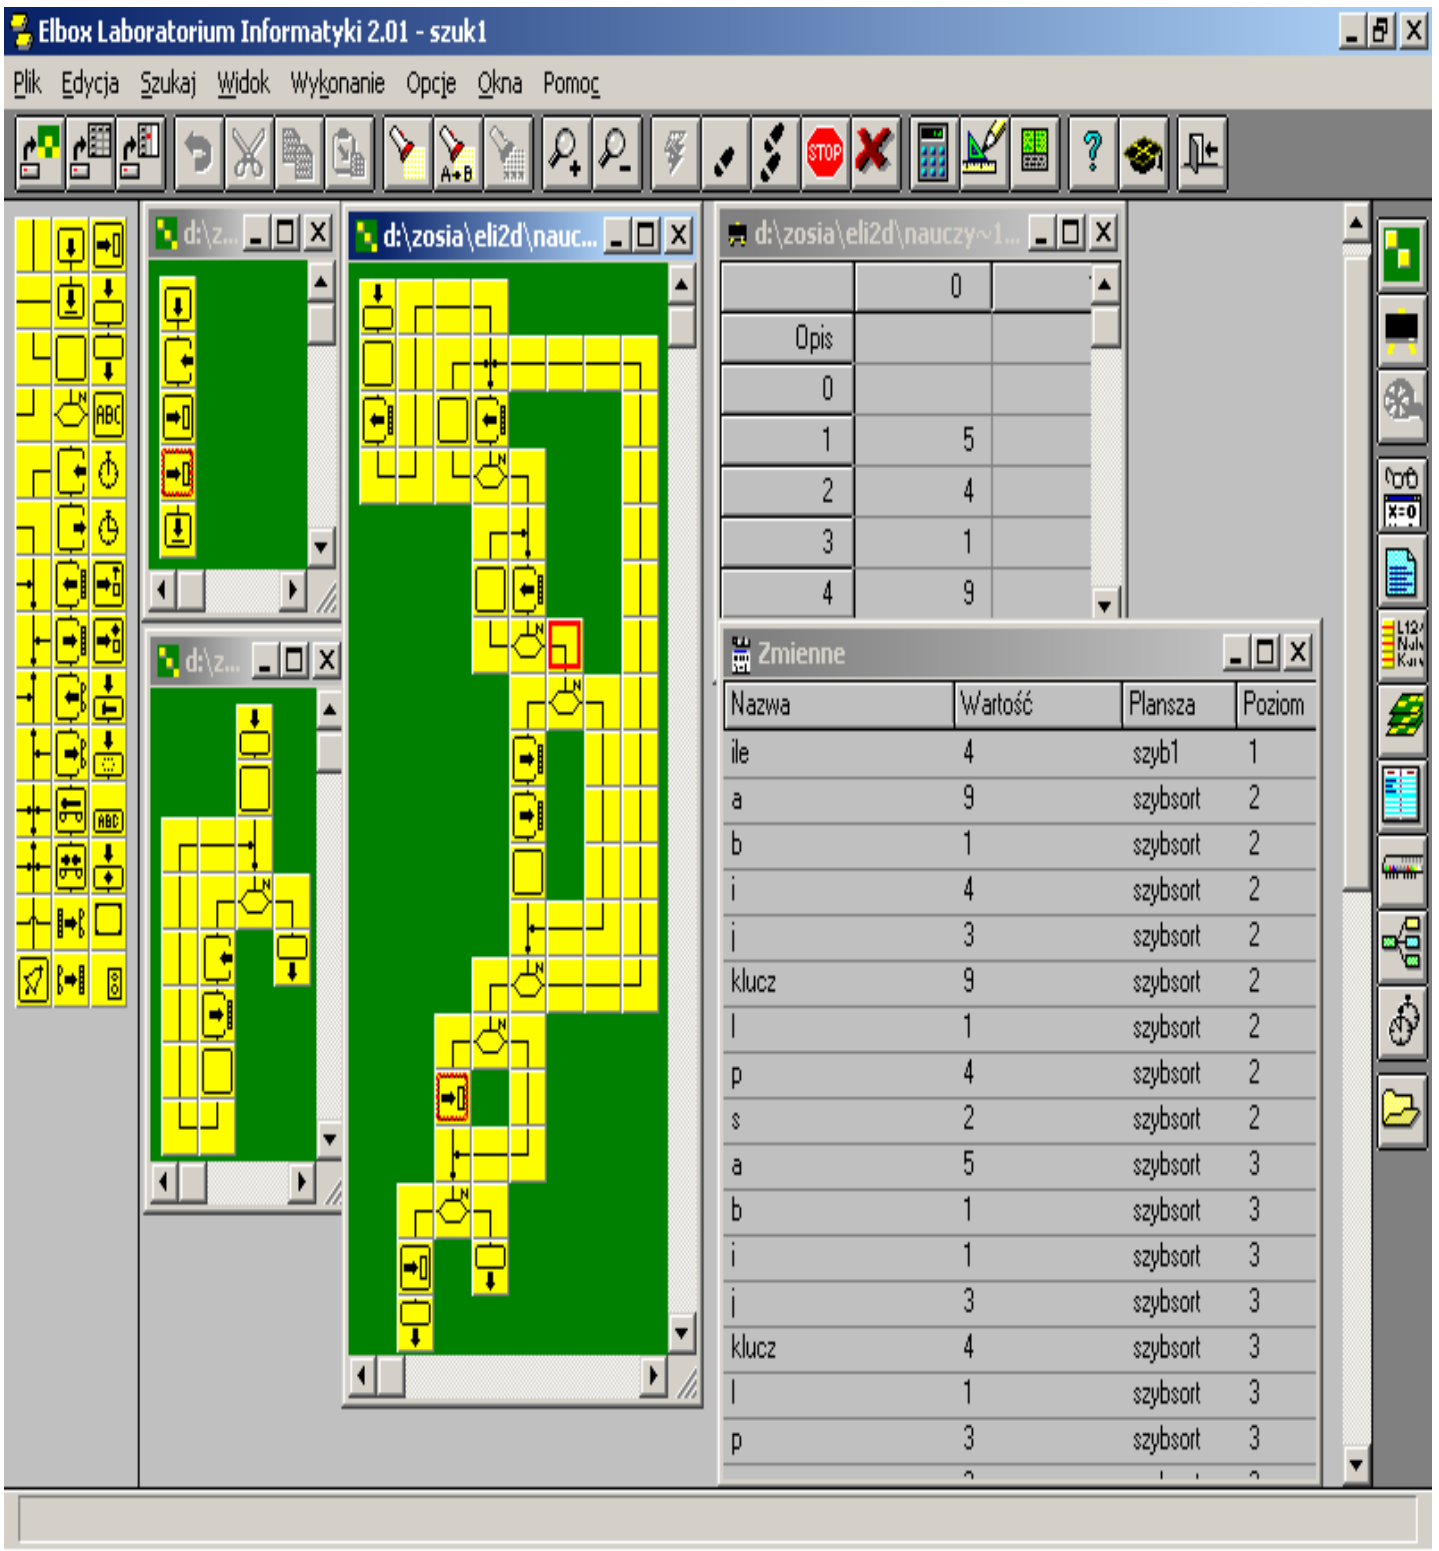 Elbox Laboratorium Informatyki 2.01 - szuk1
Plik Edycja Szukaj Widok Wykonanie Opcje Okna Pomoc
A→B
STOP
?
d:\z...
d:\zosia\eli2d\nauc...
d:\zosia\eli2d\nauczy~1...
0
Opis
0
1 5
2 4
3 1
4 9
N
ABC
ABC
d:\z...
N
N
N
N
N
N
N
x=0
Zmienne
Nazwa Wartość Plansza Poziom
ile 4 szyb1 1
a 9 szybsort 2
b 1 szybsort 2
i 4 szybsort 2
j 3 szybsort 2
klucz 9 szybsort 2
l 1 szybsort 2
p 4 szybsort 2
s 2 szybsort 2
a 5 szybsort 3
b 1 szybsort 3
i 1 szybsort 3
j 3 szybsort 3
klucz 4 szybsort 3
l 1 szybsort 3
p 3 szybsort 3